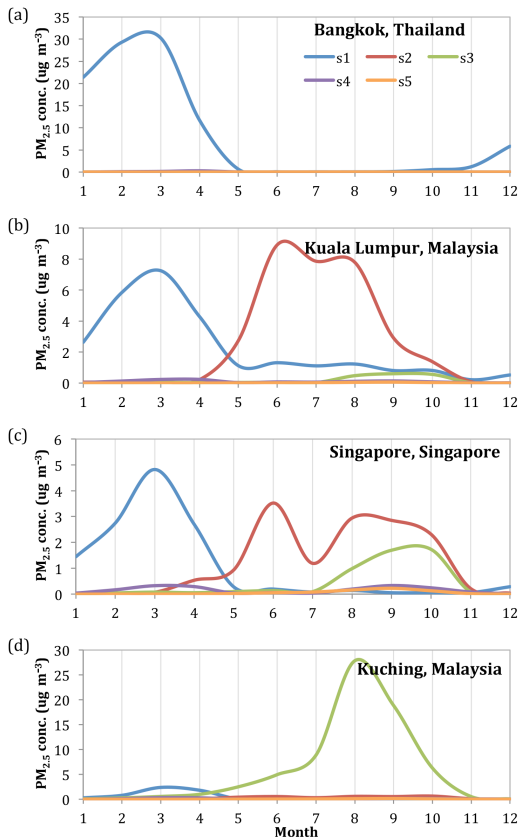 (a)
Bangkok, Thailand
s1 s2 s3
s4 s5
PM2.5 conc. (ug m−3)
35
30
25
20
15
10
5
0
1 2 3 4 5 6 7 8 9 10 11 12
(b)
Kuala Lumpur, Malaysia
PM2.5 conc. (ug m−3)
10
8
6
4
2
0
1 2 3 4 5 6 7 8 9 10 11 12
(c)
Singapore, Singapore
PM2.5 conc. (ug m−3)
6
5
4
3
2
1
0
1 2 3 4 5 6 7 8 9 10 11 12
(d)
Kuching, Malaysia
PM2.5 conc. (ug m−3)
30
25
20
15
10
5
0
1 2 3 4 5 6 7 8 9 10 11 12
Month